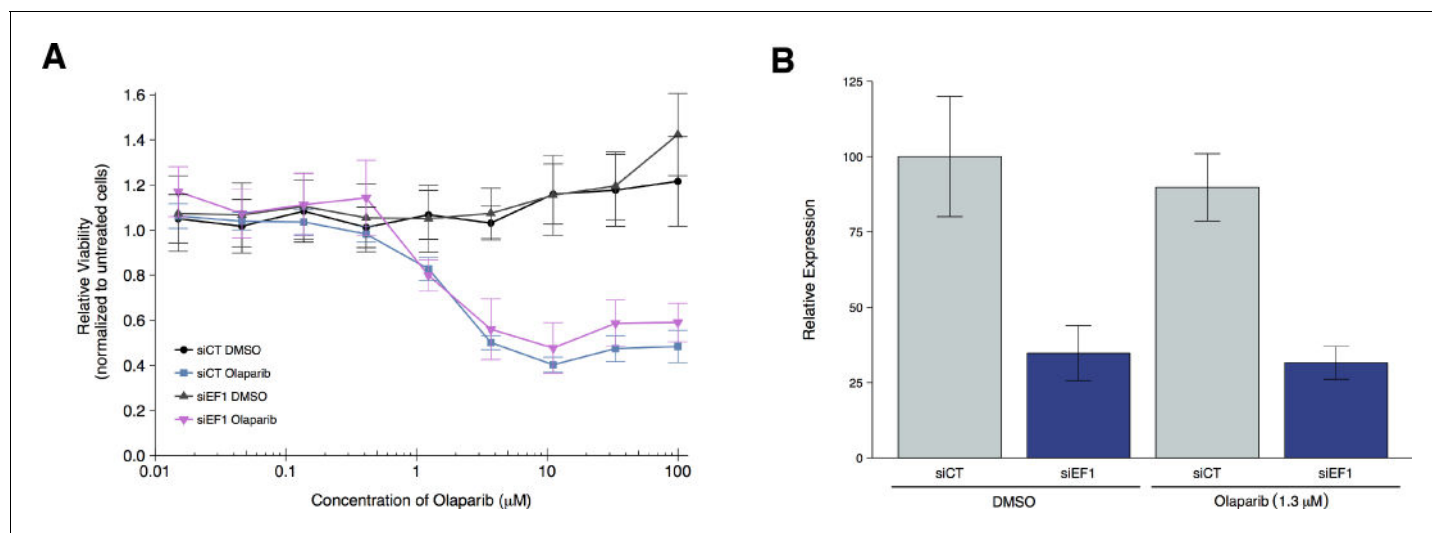 A
1.6
1.4
1.2
1.0
0.8
0.6
0.4
0.2
0.0
Relative Viability
(normalized to untreated cells)
siCT DMSO
siCT Olaparib
siEF1 DMSO
siEF1 Olaparib
0.01
0.1
1
10
100
Concentration of Olaparib (μM)
B
125
100
75
50
25
0
Relative Expression
siCT
siEF1
siCT
siEF1
DMSO
Olaparib (1.3 μM)